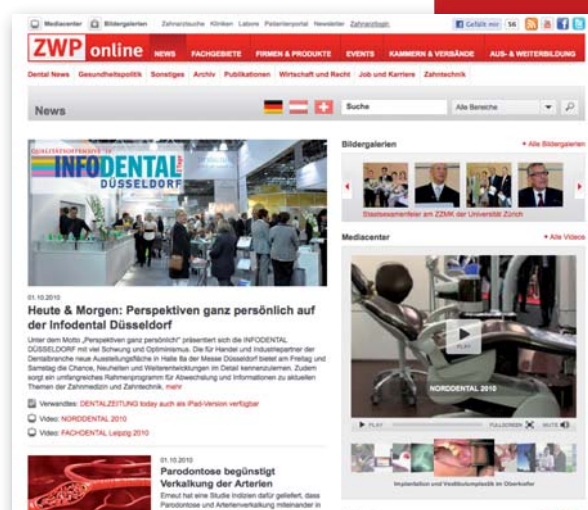 Mediacenter Bildergalerien Zahnarztsuche Kliniken Labore Patientenportal Newsletter Zahnarztlogin
Gefällt mir 56
ZWP online NEWS FACHGEBIETE FIRMEN & PRODUKTE EVENTS KAMMERN & VERBÄNDE AUS- & WEITERBILDUNG
Dental News Gesundheitspolitik Sonstiges Archiv Publikationen Wirtschaft und Recht Job und Karriere Zahntechnik
News
Suche Alle Bereiche
INFODENTAL
DÜSSELDORF
01.10.2010
Heute & Morgen: Perspektiven ganz persönlich auf
der Infodental Düsseldorf
Unter dem Motto „Perspektiven ganz persönlich“ präsentiert sich die INFODENTAL
DÜSSELDORF mit viel Schwung und Optimismus. Die für Handel und Industriepartner der
Dentalbranche neue Ausstellungsfläche in Halle 8a der Messe Düsseldorf bietet am Freitag und
Samstag die Chance, Neuheiten und Weiterentwicklungen im Detail kennenzulernen. Zudem
sorgt ein umfangreiches Rahmenprogramm für Abwechslung und Informationen zu aktuellen
Themen der Zahnmedizin und Zahntechnik. mehr
Verwandtes: DENTALZEITUNG today auch als iPad-Version verfügbar
Video: NORDDENTAL 2010
Video: FACHDENTAL Leipzig 2010
01.10.2010
Parodontose begünstigt
Verkalkung der Arterien
Erneut hat eine Studie Indizien dafür geliefert, dass
Parodontose und Arterienverkalkung miteinander in
Bildergalerien
Alle Bildergalerien
Staatsexamenfeier am ZZMK der Universität Zürich
Mediacenter
Alle Videos
PLAY
NORDDENTAL 2010
PLAY FULLSCREEN MUTE
Implantation und Vestibulumplastik im Oberkiefer